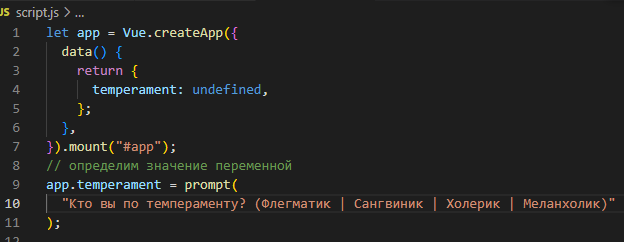 JS script.js > ...
1 let app = Vue.createApp({
2 data() {
3 return {
4 temperament: undefined,
5 };
6 },
7 }).mount("#app");
8 // определим значение переменной
9 app.temperament = prompt(
10 "Кто вы по темпераменту? (Флегматик | Сангвиник | Холерик | Меланхолик)"
11 );
12